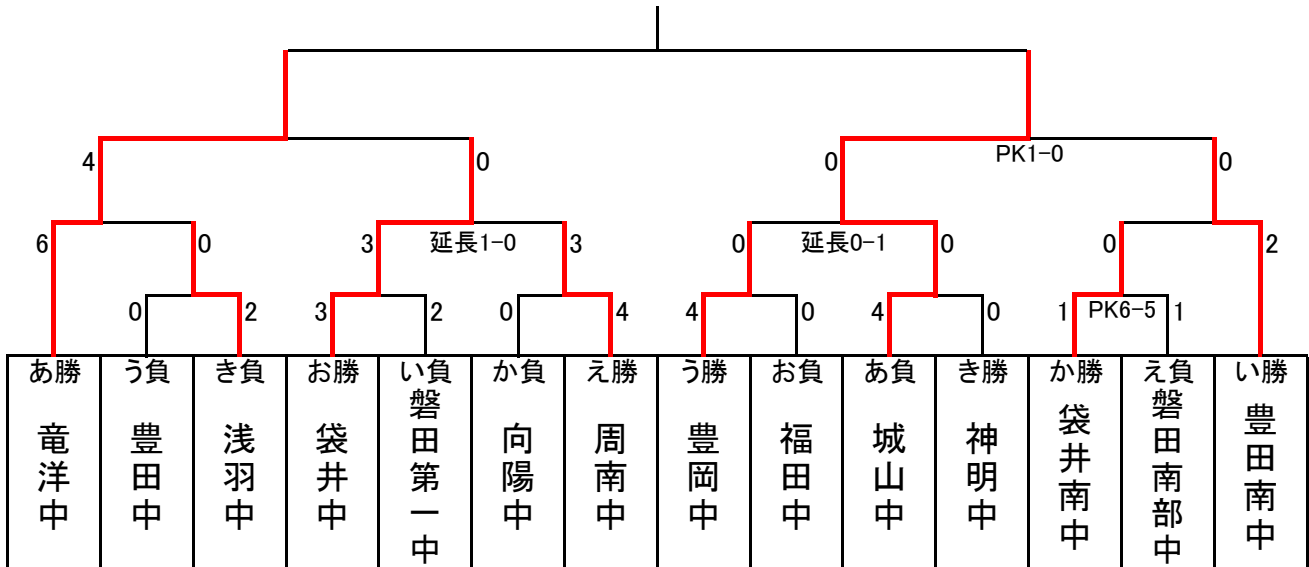 4
0
0
PK1-0
0
6
0
3
延長1-0
3
0
延長0-1
0
0
2
0
2
3
2
0
4
4
0
4
0
1
PK6-5
1
あ勝
う負
き負
お勝
い負
か負
え勝
う勝
お負
あ負
き勝
か勝
え負
い勝
竜洋中
豊田中
浅羽中
袋井中
磐田第一中
向陽中
周南中
豊岡中
福田中
城山中
神明中
袋井南中
磐田南部中
豊田南中